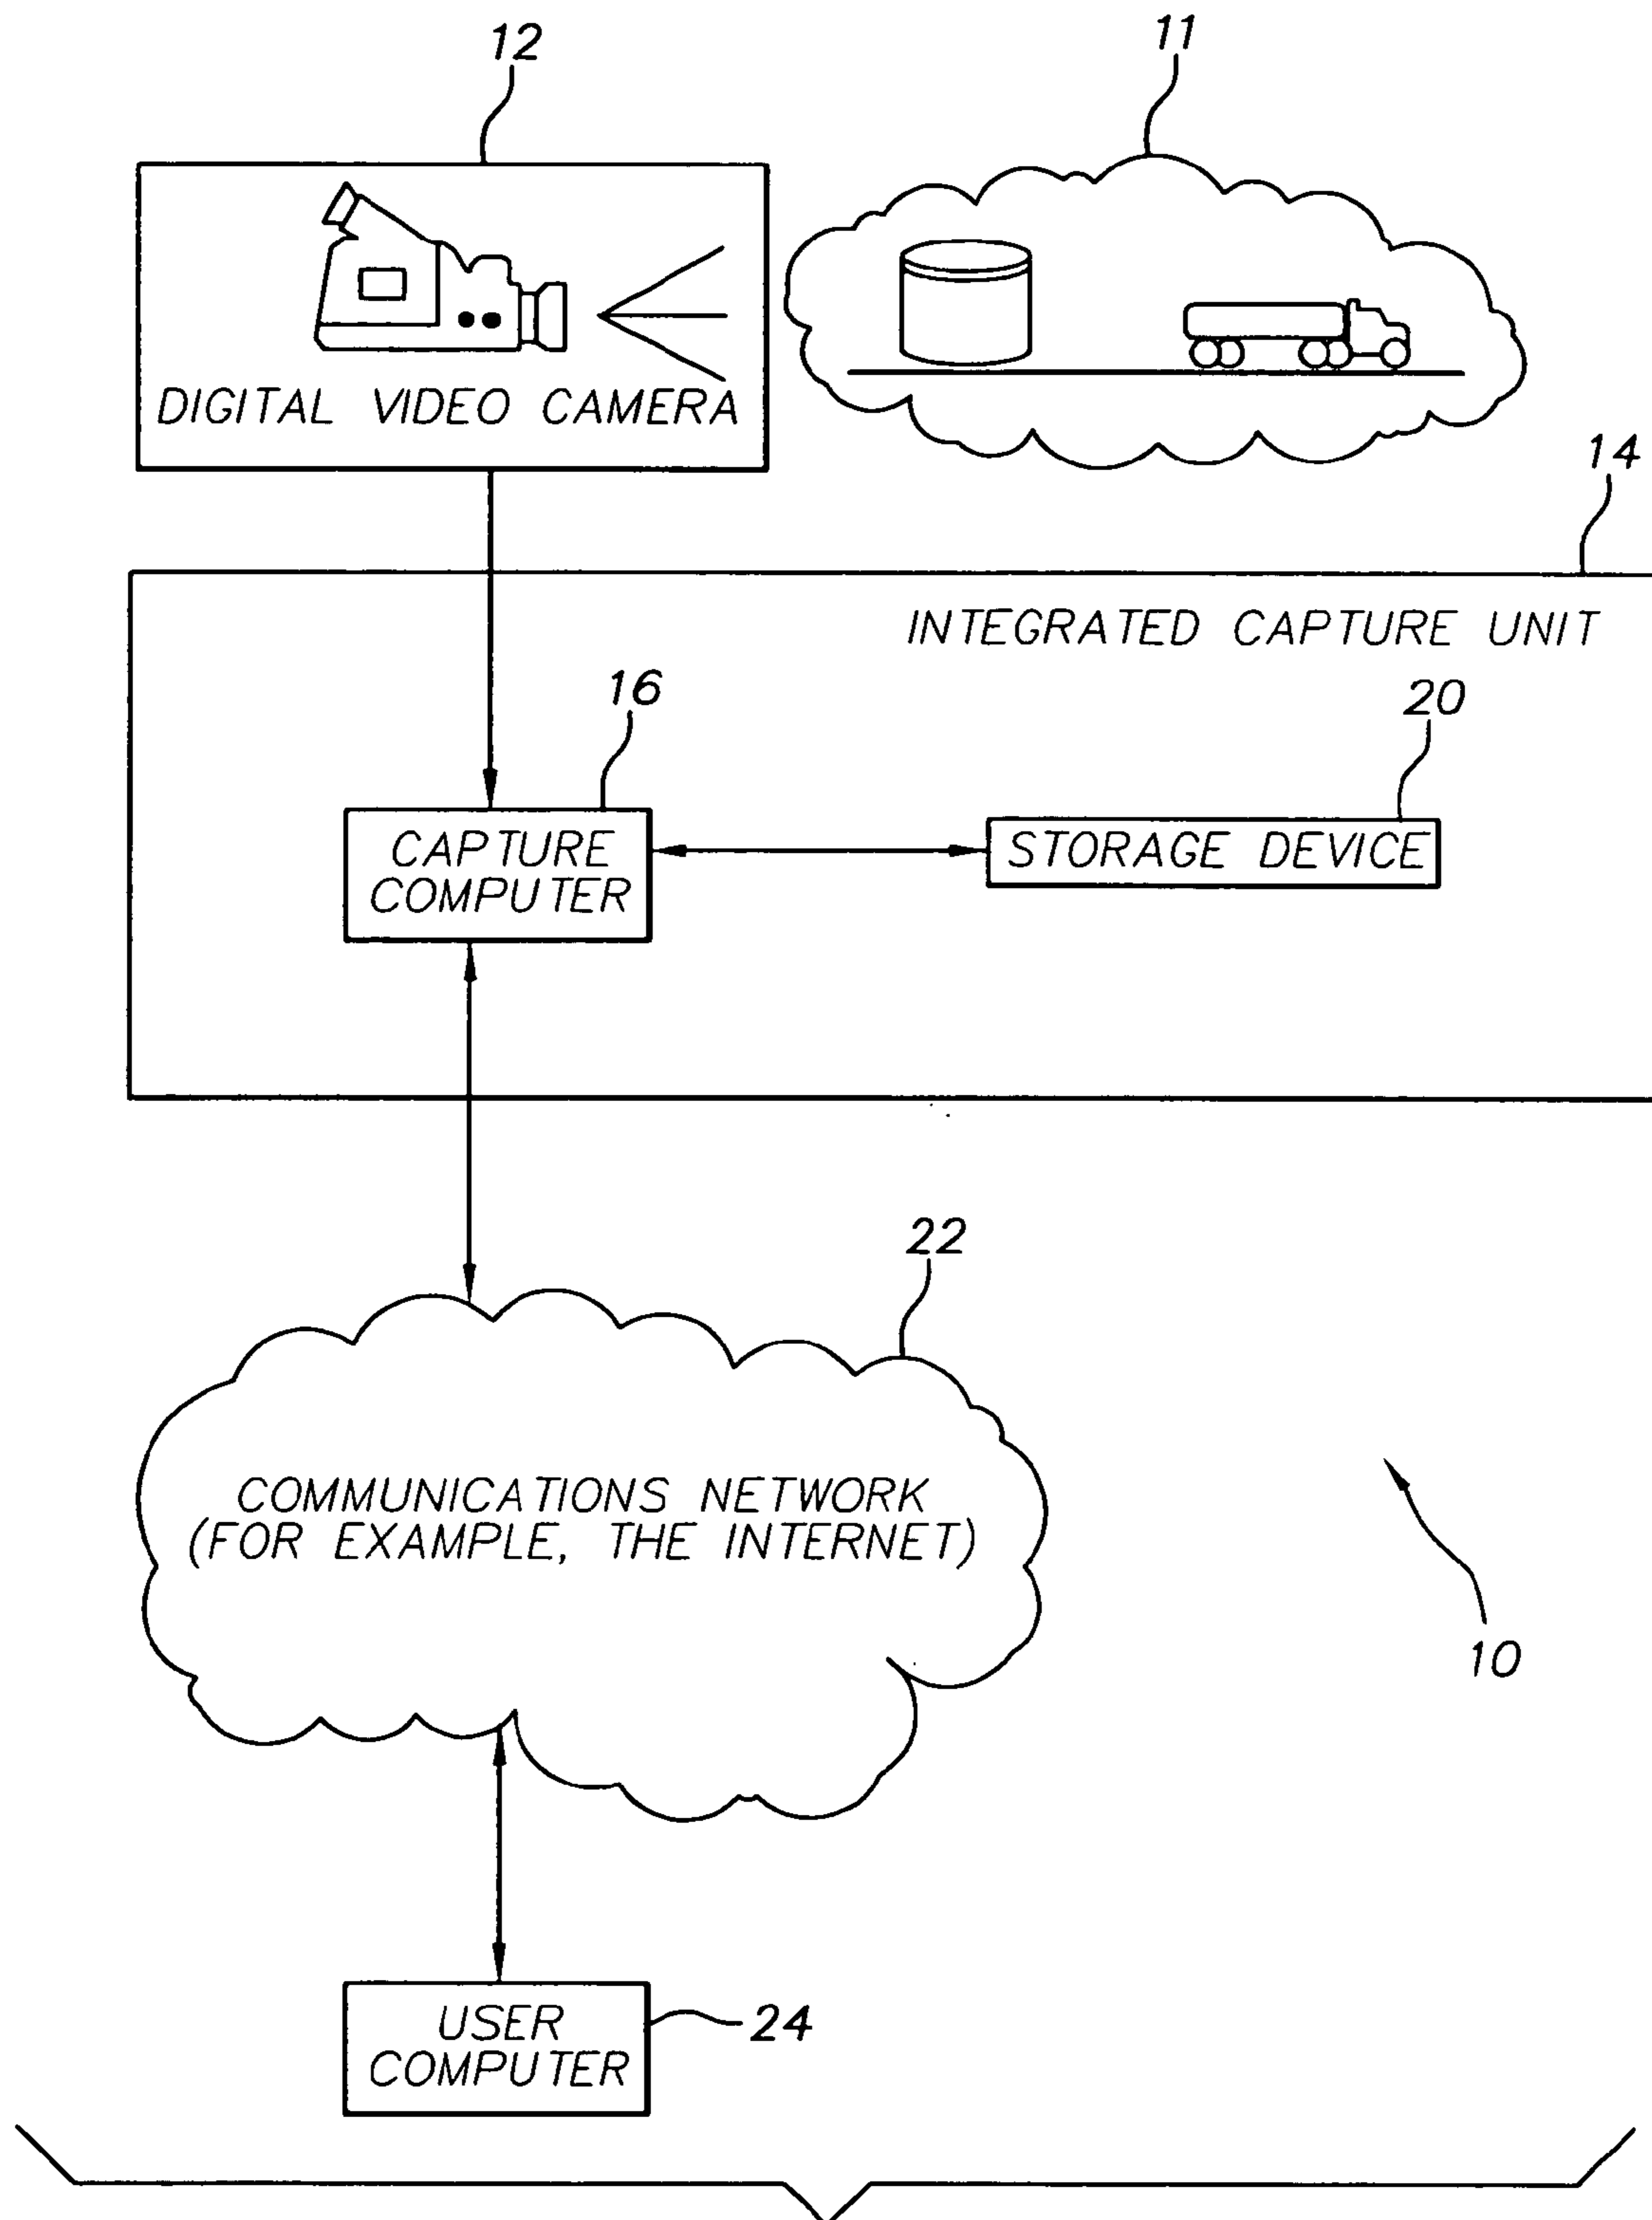 12
11
DIGITAL VIDEO CAMERA
14
INTEGRATED CAPTURE UNIT
16
20
CAPTURE
COMPUTER
STORAGE DEVICE
22
COMMUNICATIONS NETWORK
(FOR EXAMPLE, THE INTERNET)
10
USER
COMPUTER
24